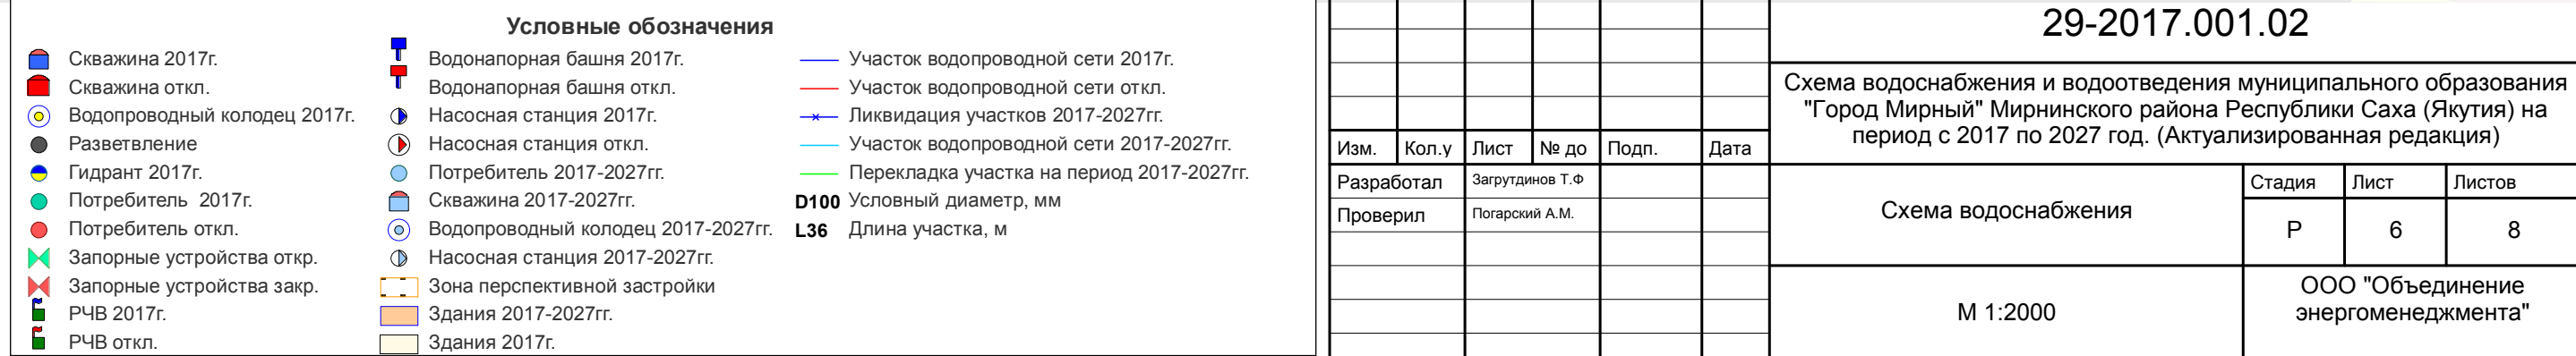 Условные обозначения
Скважина 2017г.
Скважина откл.
Водопроводный колодец 2017г.
Разветвление
Гидрант 2017г.
Потребитель 2017г.
Потребитель откл.
Запорные устройства откр.
Запорные устройства закр.
РЧВ 2017г.
РЧВ откл.
Водонапорная башня 2017г.
Водонапорная башня откл.
Насосная станция 2017г.
Насосная станция откл.
Потребитель 2017-2027гг.
Скважина 2017-2027гг.
Водопроводный колодец 2017-2027гг.
Насосная станция 2017-2027гг.
Зона перспективной застройки
Здания 2017-2027гг.
Здания 2017г.
Участок водопроводной сети 2017г.
Участок водопроводной сети откл.
Ликвидация участков 2017-2027гг.
Участок водопроводной сети 2017-2027гг.
Перекладка участка на период 2017-2027гг.
D100 Условный диаметр, мм
L36 Длина участка, м
29-2017.001.02
Схема водоснабжения и водоотведения муниципального образования
"Город Мирный" Мирнинского района Республики Саха (Якутия) на
период с 2017 по 2027 год. (Актуализированная редакция)
Изм. Кол.у Лист № до Подп. Дата
Разработал Загрутдинов Т.Ф
Проверил Погарский А.М.
Схема водоснабжения
Стадия Лист Листов
Р 6 8
М 1:2000
ООО "Объединение
энергоменеджмента"